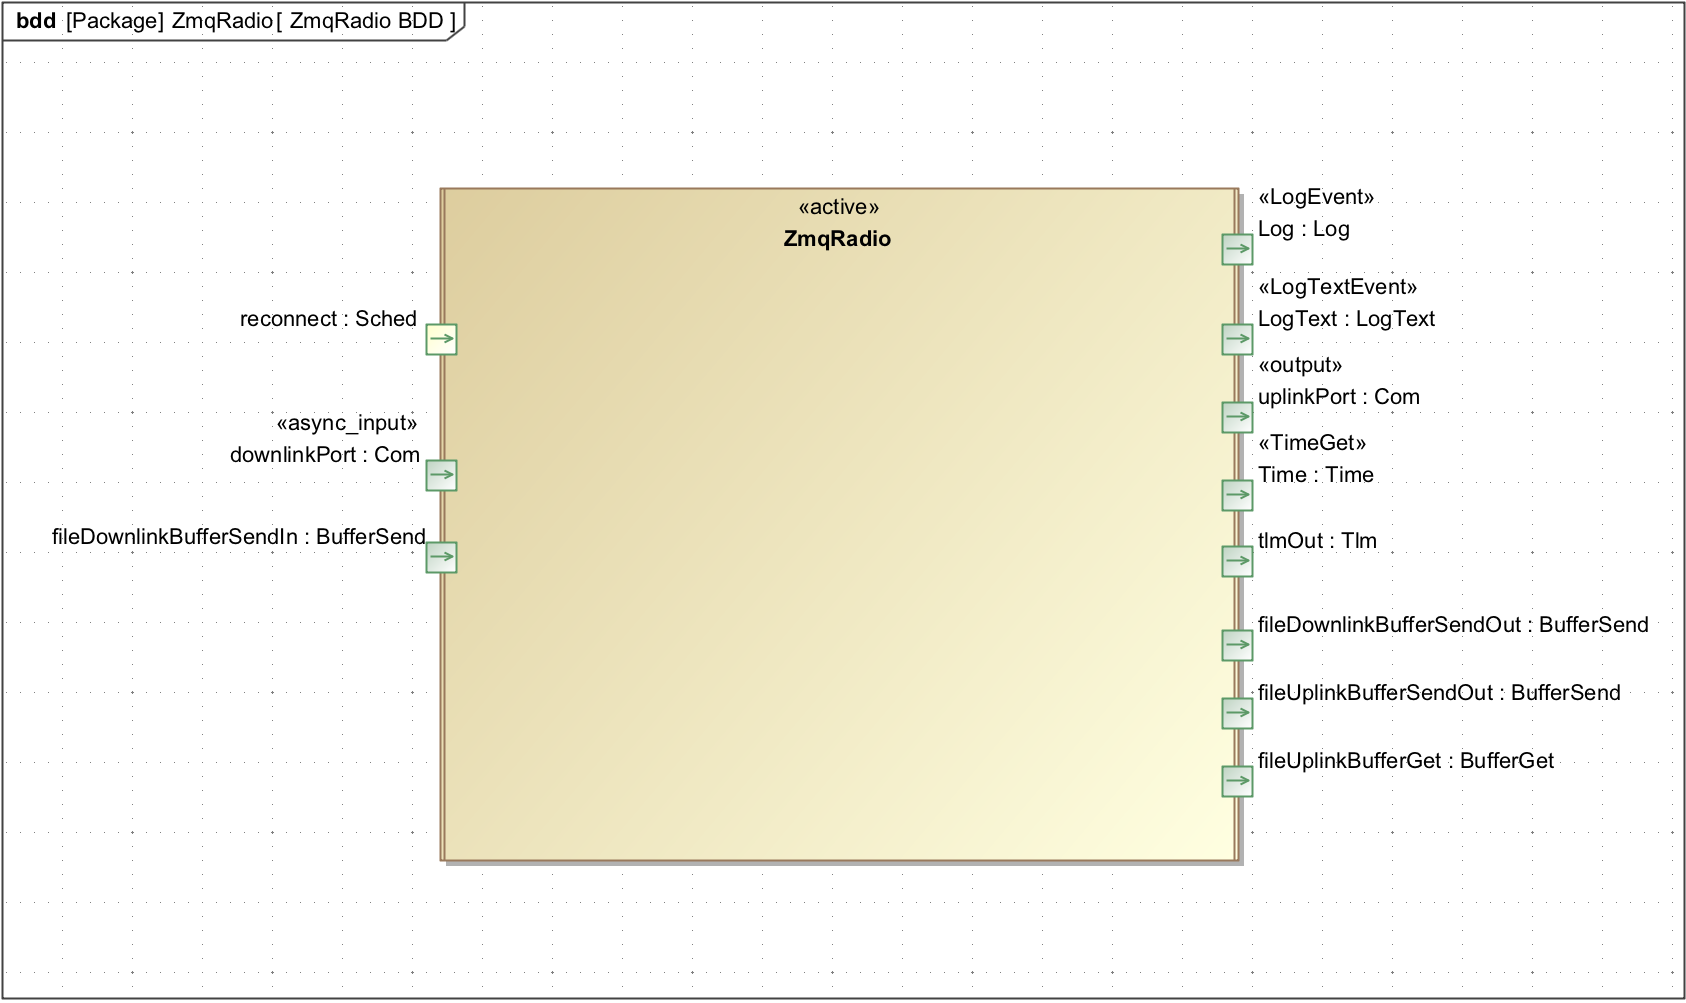 bdd [Package] ZmqRadio[ ZmqRadio BDD ]
«active»
ZmqRadio
reconnect : Sched
«async_input»
downlinkPort : Com
fileDownlinkBufferSendIn : BufferSend
«LogEvent»
Log : Log
«LogTextEvent»
LogText : LogText
«output»
uplinkPort : Com
«TimeGet»
Time : Time
tlmOut : Tlm
fileDownlinkBufferSendOut : BufferSend
fileUplinkBufferSendOut : BufferSend
fileUplinkBufferGet : BufferGet